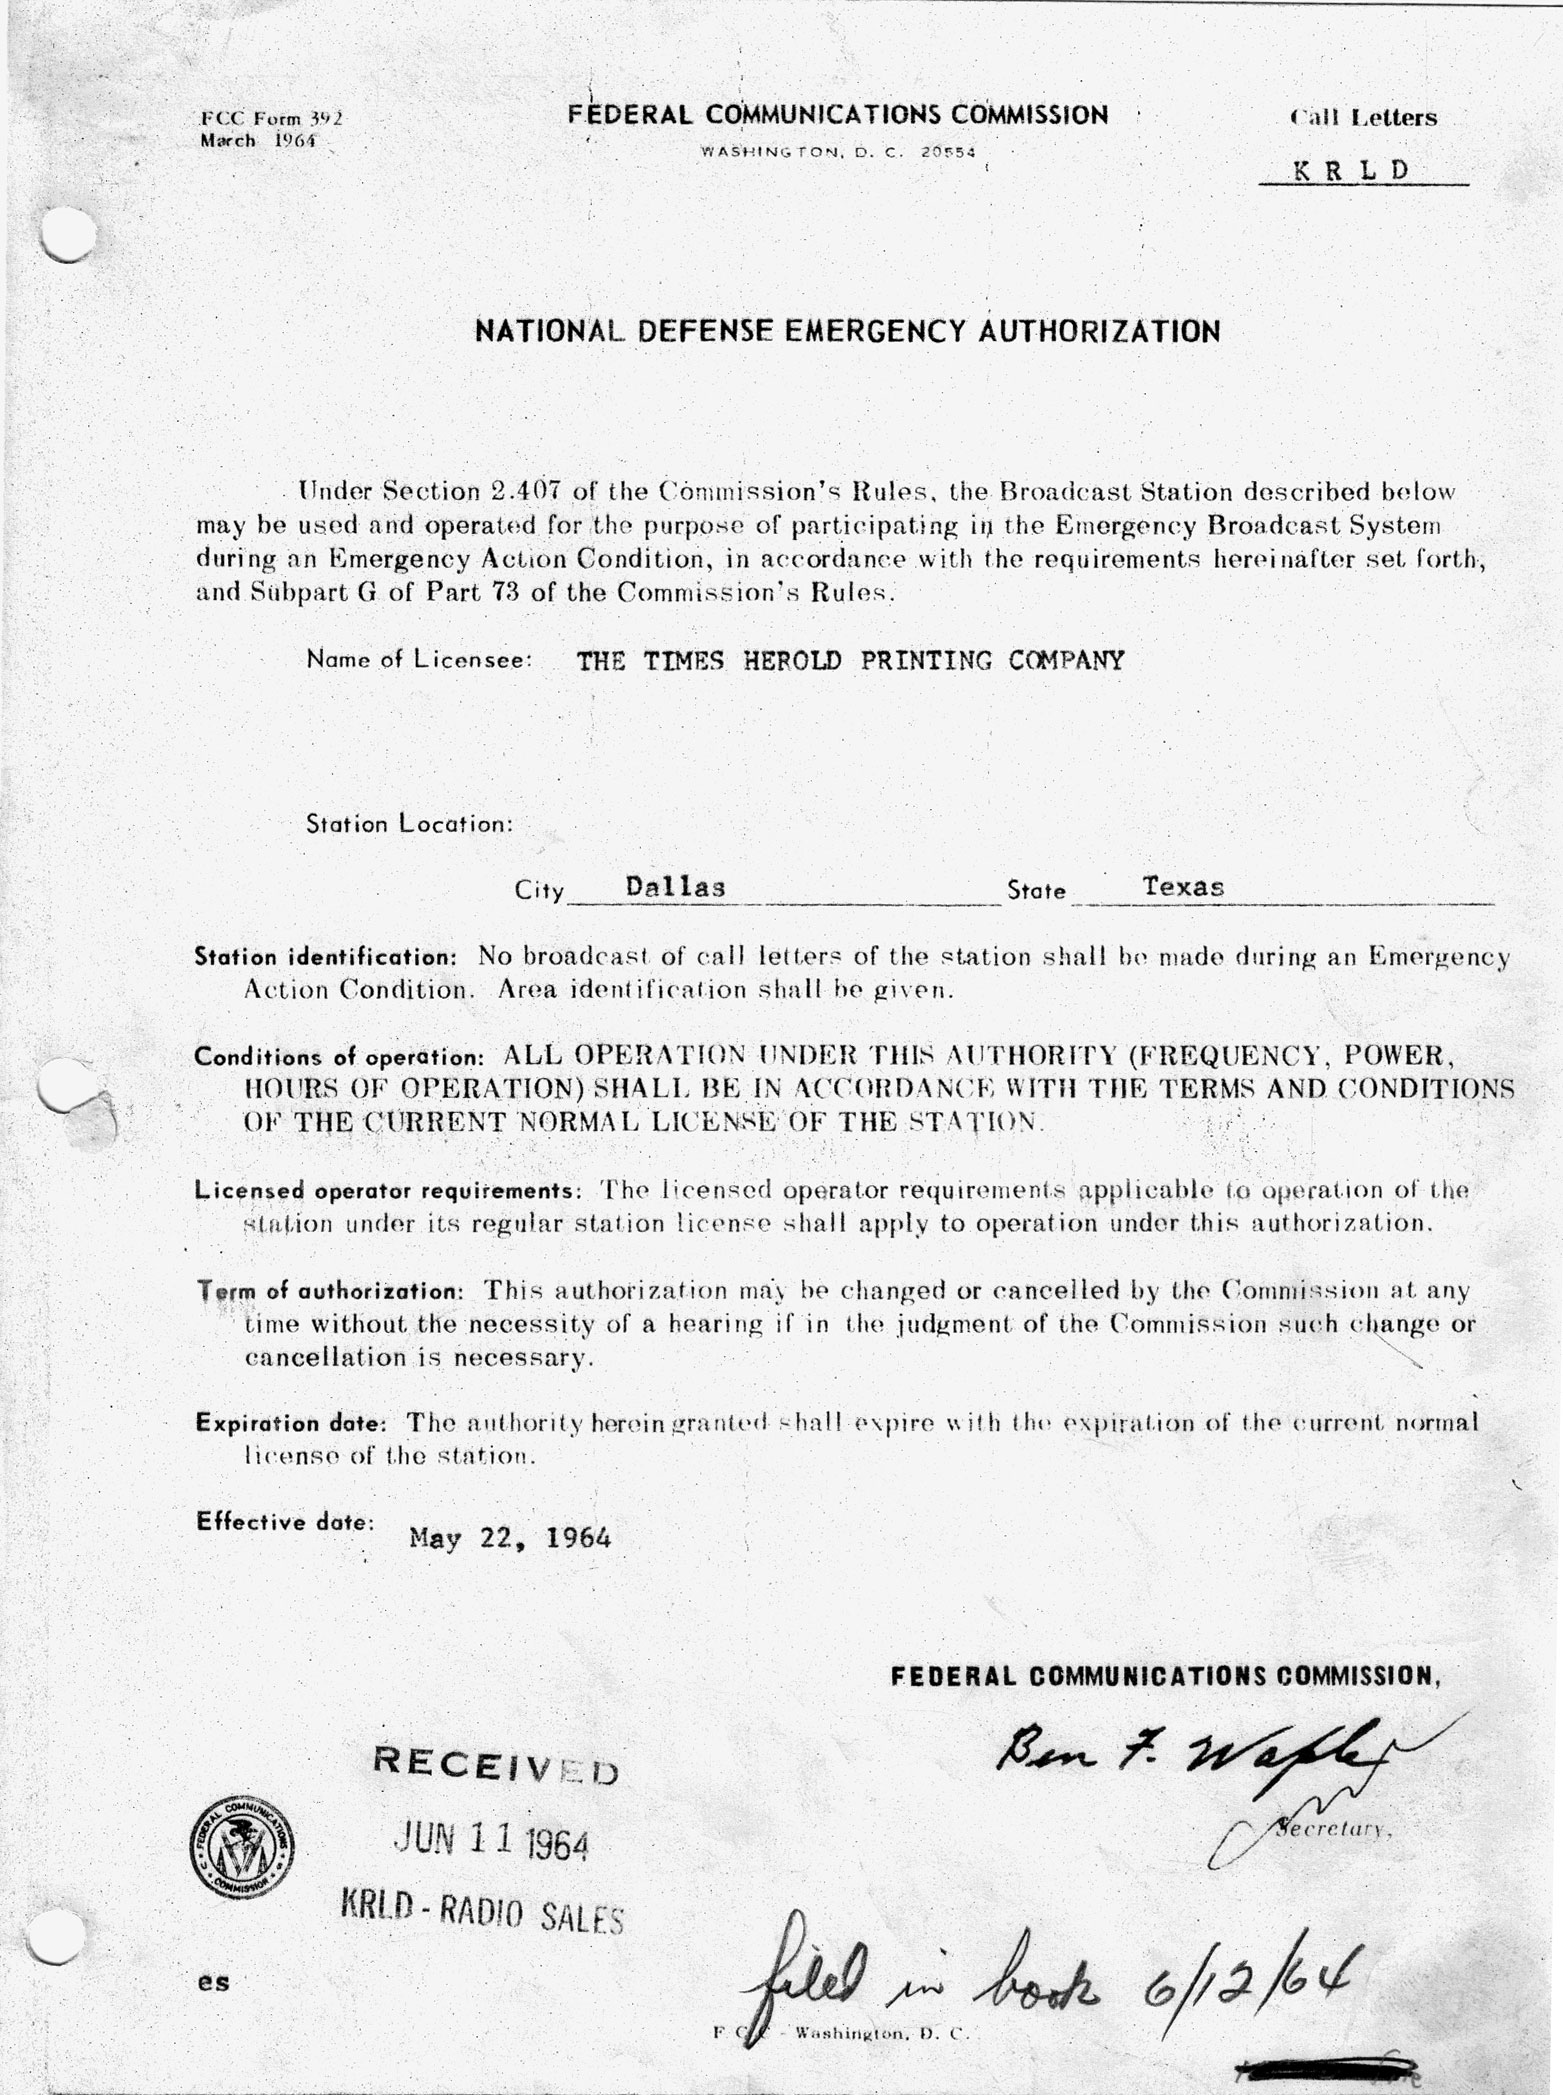 FCC Form 392
March 1964
FEDERAL COMMUNICATIONS COMMISSION
WASHINGTON, D. C. 20554
Call Letters
K R L D
NATIONAL DEFENSE EMERGENCY AUTHORIZATION
Under Section 2.407 of the Commission's Rules, the Broadcast Station described below
may be used and operated for the purpose of participating in the Emergency Broadcast System
during an Emergency Action Condition, in accordance with the requirements hereinafter set forth,
and Subpart G of Part 73 of the Commission's Rules.
Name of Licensee: THE TIMES HEROLD PRINTING COMPANY
Station Location:
City Dallas State Texas
Station identification: No broadcast of call letters of the station shall be made during an Emergency
Action Condition. Area identification shall be given.
Conditions of operation: ALL OPERATION UNDER THIS AUTHORITY (FREQUENCY, POWER,
HOURS OF OPERATION) SHALL BE IN ACCORDANCE WITH THE TERMS AND CONDITIONS
OF THE CURRENT NORMAL LICENSE OF THE STATION.
Licensed operator requirements: The licensed operator requirements applicable to operation of the
station under its regular station license shall apply to operation under this authorization.
Term of authorization: This authorization may be changed or cancelled by the Commission at any
time without the necessity of a hearing if in the judgment of the Commission such change or
cancellation is necessary.
Expiration date: The authority herein granted shall expire with the expiration of the current normal
license of the station.
Effective date: May 22, 1964
FEDERAL COMMUNICATIONS COMMISSION,
Ben F. Waple
Secretary,
RECEIVED
JUN 11 1964
KRLD - RADIO SALES
FEDERAL COMMUNICATIONS COMMISSION
es
filed in book 6/12/64
F C C - Washington, D. C.